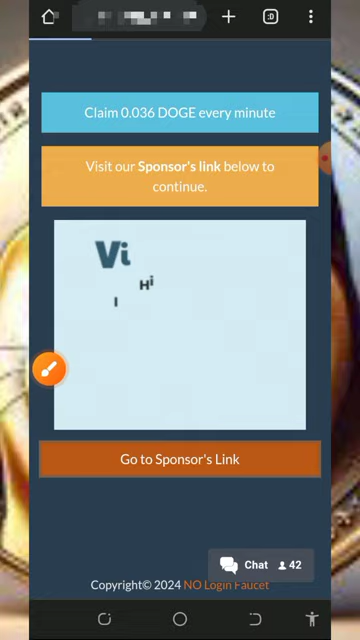 :D
Claim 0.036 DOGE every minute
Visit our Sponsor's link below to
continue.
Vi
Hi
I
Go to Sponsor's Link
Chat 42
Copyright© 2024 NO Login Faucet